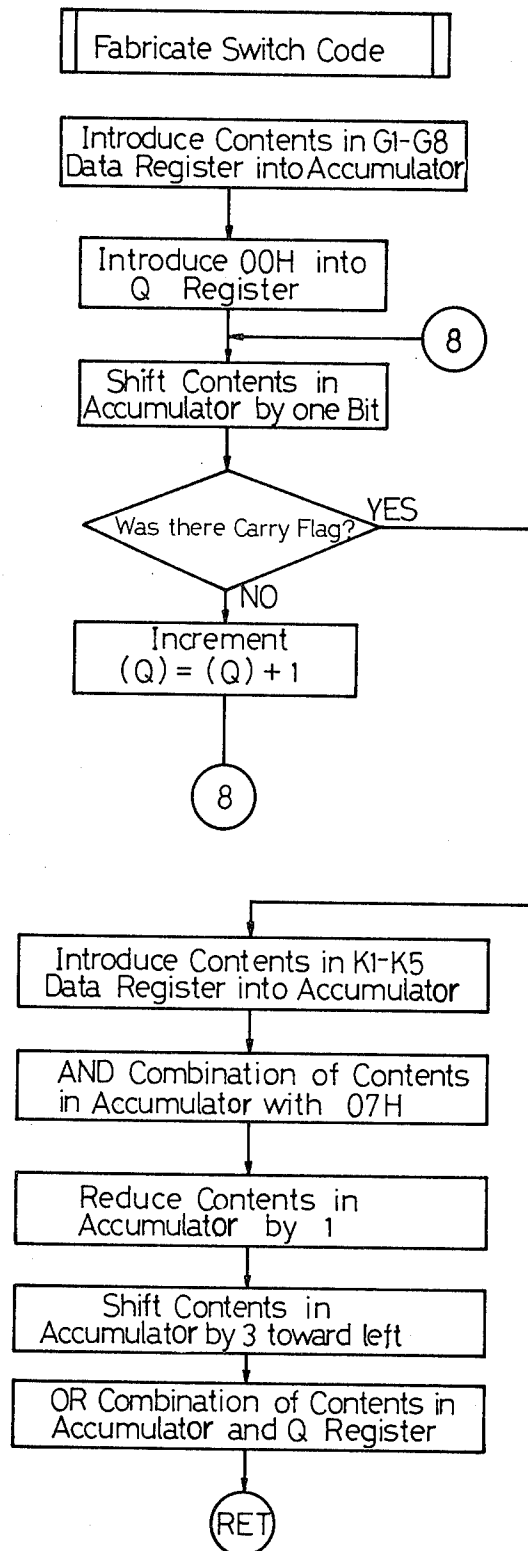 Fabricate Switch Code
Introduce Contents in G1-G8
Data Register into Accumulator
Introduce 00H into
Q Register
8
Shift Contents in
Accumulator by one Bit
Was there Carry Flag?
YES
NO
Increment
(Q) = (Q) + 1
8
Introduce Contents in K1-K5
Data Register into Accumulator
AND Combination of Contents
in Accumulator with 07H
Reduce Contents in
Accumulator by 1
Shift Contents in
Accumulator by 3 toward left
OR Combination of Contents in
Accumulator and Q Register
RET